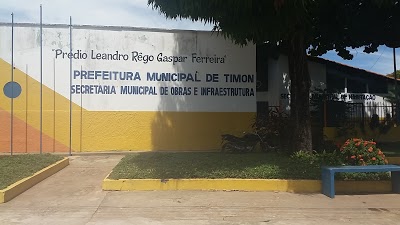 "Prédio Leandro Rêgo Gaspar Ferreira"
PREFEITURA MUNICIPAL DE TIMON
SECRETARIA MUNICIPAL DE OBRAS E INFRAESTRUTURA